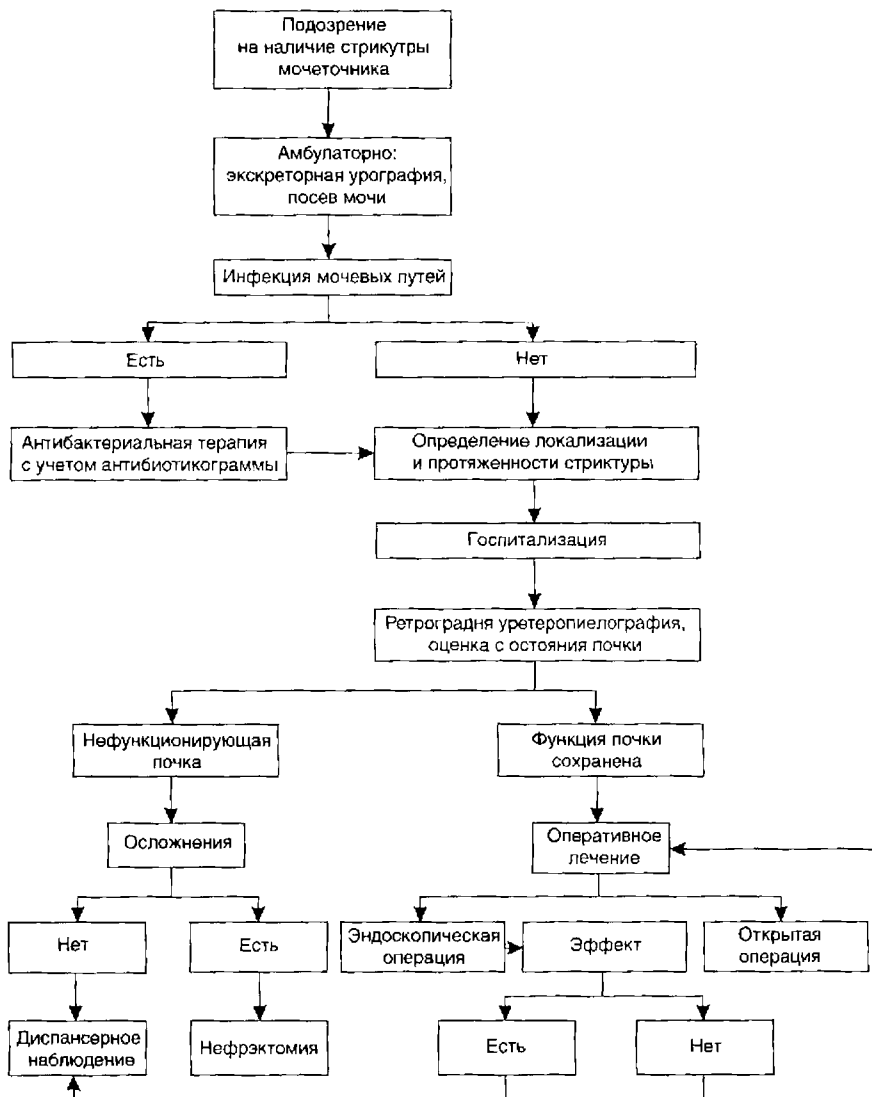 Подозрение
на наличие стрикутры
мочеточника
Амбулаторно:
экскреторная урография,
посев мочи
Инфекция мочевых путей
Есть
Нет
Антибактериальная терапия
с учетом антибиотикограммы
Определение локализации
и протяженности стриктуры
Госпитализация
Ретроградня уретеропиелография,
оценка с остояния почки
Нефункционирующая
почка
Функция почки
сохранена
Осложнения
Оперативное
лечение
Нет
Есть
Эндоскопическая
операция
Эффект
Открытая
операция
Диспансерное
наблюдение
Нефрэктомия
Есть
Нет